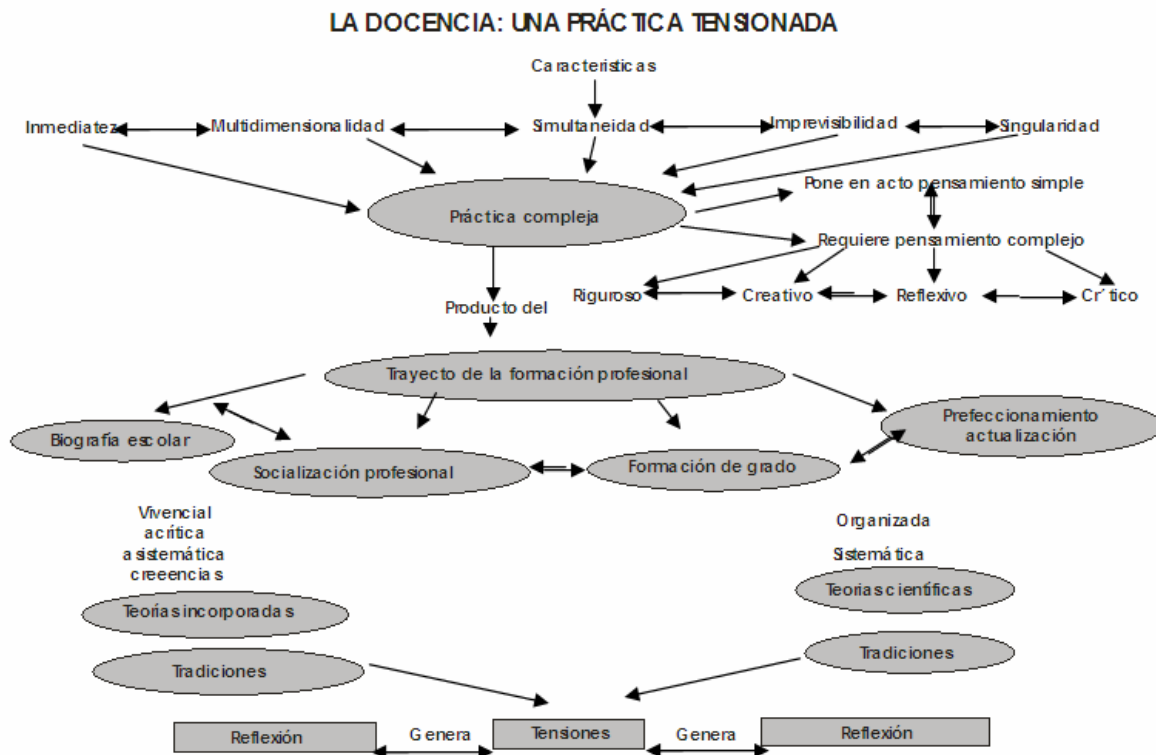 LA DOCENCIA: UNA PRÁCTICA TENSIONADA
Caracteristicas
Inmediatez
Multidimensionalidad
Simultaneidad
Imprevisibilidad
Singularidad
Pone en acto pensamiento simple
Práctica compleja
Requiere pensamiento complejo
Riguroso
Creativo
Reflexivo
Cr´tico
Producto del
Trayecto de la formación profesional
Biografía escolar
Prefeccionamiento
actualización
Socialización profesional
Formación de grado
Vivencial
acrítica
asistemática
creeencias
Organizada
Sistemática
Teorías incorporadas
Teorias científicas
Tradiciones
Tradiciones
Reflexión
Genera
Tensiones
Genera
Reflexión